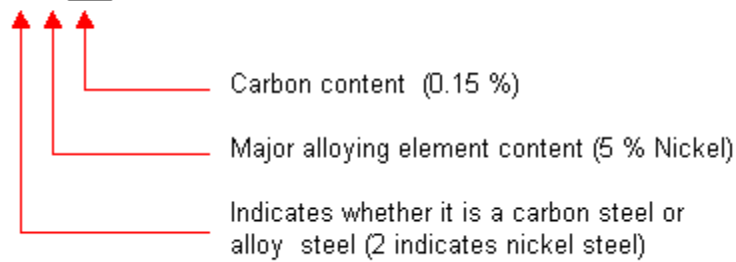 Carbon content (0.15 %)
Major alloying element content (5 % Nickel)
Indicates whether it is a carbon steel or
alloy steel (2 indicates nickel steel)